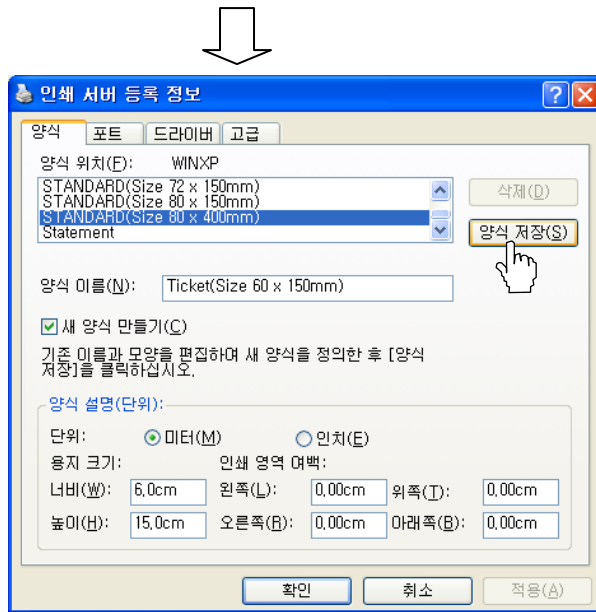 인쇄 서버 등록 정보
양식 포트 드라이버 고급
양식 위치(F): WINXP
STANDARD(Size 72 x 150mm)
STANDARD(Size 80 x 150mm)
STANDARD(Size 80 x 400mm)
Statement
삭제(D)
양식 저장(S)
양식 이름(N): Ticket(Size 60 x 150mm)
새 양식 만들기(C)
기존 이름과 모양을 편집하여 새 양식을 정의한 후 [양식
저장]을 클릭하십시오.
양식 설명(단위):
단위: 미터(M) 인치(E)
용지 크기: 인쇄 영역 여백:
너비(W): 6,0cm 왼쪽(L): 0,00cm 위쪽(T): 0,00cm
높이(H): 15,0cm 오른쪽(R): 0,00cm 아래쪽(B): 0,00cm
확인 취소 적용(A)